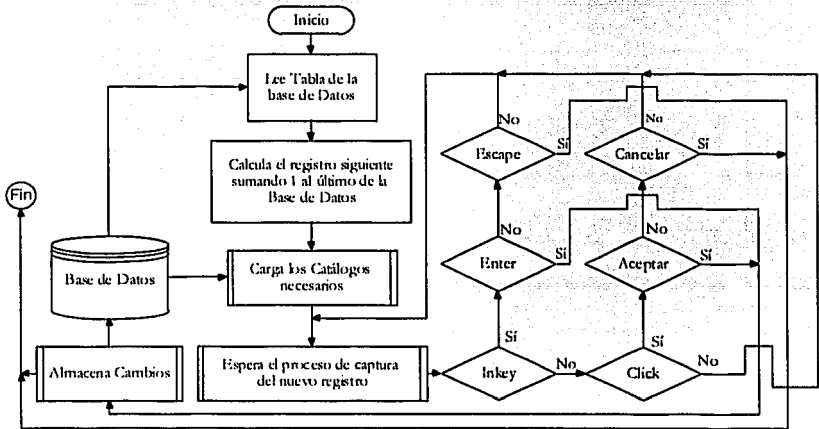 Inicio
Lee Tabla de la
base de Datos
Calcula el registro siguiente
sumando 1 al último de la
Base de Datos
Fin
Base de Datos
Carga los Catálogos
necesarios
Almacena Cambios
Espera el proceso de captura
del nuevo registro
Inkey
No
Click
No
Sí
Sí
Enter
Sí
Aceptar
Sí
No
No
Escape
Sí
Cancelar
Sí
No
No